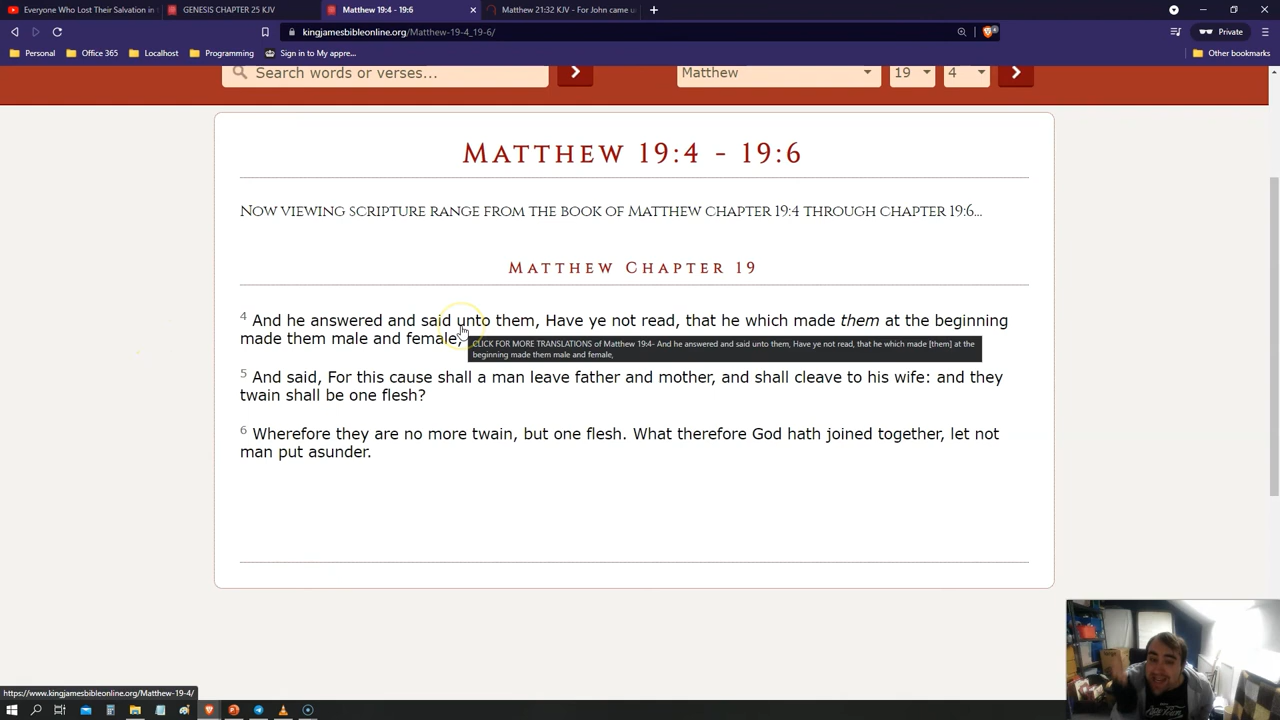 Everyone Who Lost Their Salvation in
GENESIS CHAPTER 25 KJV
Matthew 19:4 - 19:6
Matthew 21:32 KJV - For John came u
kingjamesbibleonline.org/Matthew-19-4_19-6/
Private
Personal
Office 365
Localhost
Programming
Sign in to My appre...
Other bookmarks
Search words or verses...
Matthew
19
4
Matthew 19:4 - 19:6
Now viewing scripture range from the book of Matthew chapter 19:4 through chapter 19:6...
Matthew Chapter 19
4 And he answered and said unto them, Have ye not read, that he which made them at the beginning
made them male and female,
CLICK FOR MORE TRANSLATIONS of Matthew 19:4- And he answered and said unto them, Have ye not read, that he which made [them] at the
beginning made them male and female,
5 And said, For this cause shall a man leave father and mother, and shall cleave to his wife: and they
twain shall be one flesh?
6 Wherefore they are no more twain, but one flesh. What therefore God hath joined together, let not
man put asunder.
https://www.kingjamesbibleonline.org/Matthew-19-4/